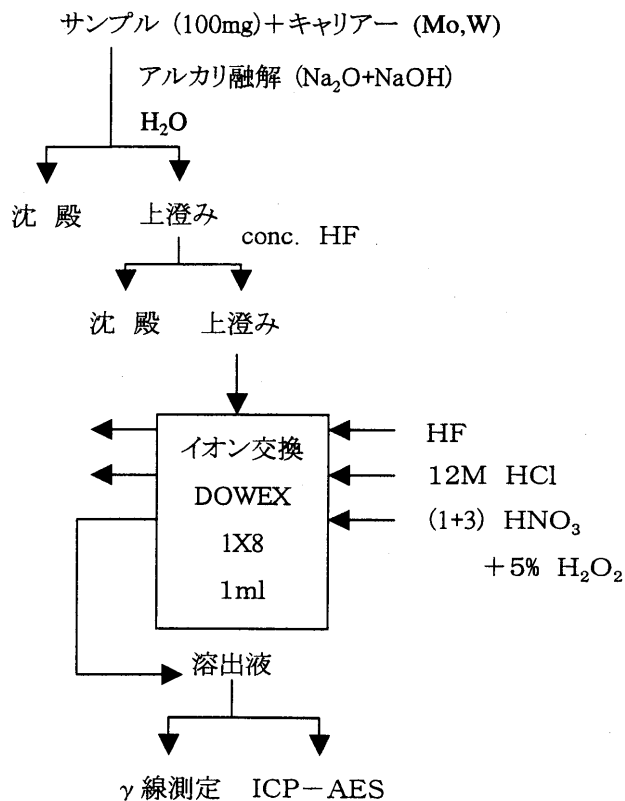 サンプル (100mg)+キャリアー (Mo,W)
アルカリ融解 (Na₂O+NaOH)
H₂O
沈 殿 上澄み
conc. HF
沈 殿 上澄み
イオン交換
DOWEX
1X8
1ml
HF
12M HCl
(1+3) HNO₃
+5% H₂O₂
溶出液
γ線測定 ICP-AES